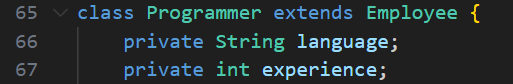 65 class Programmer extends Employee {
66     private String language;
67     private int experience;